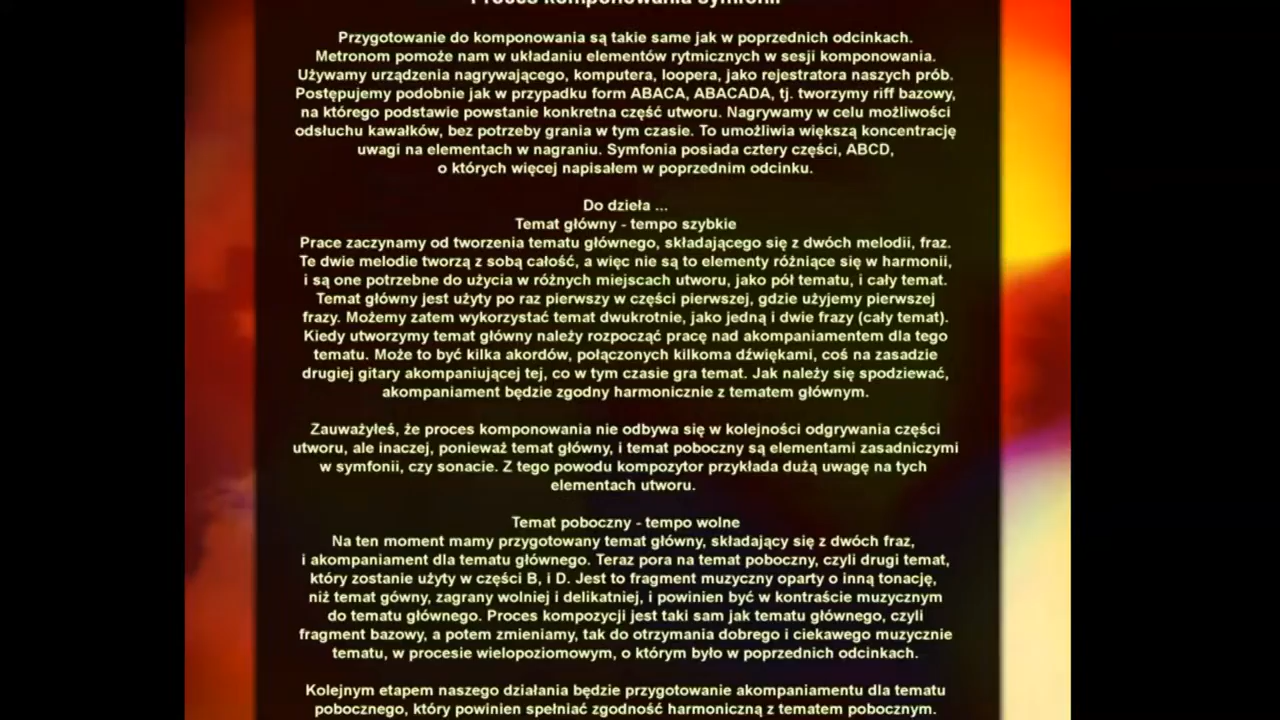 Proces komponowania symfonii
Przygotowanie do komponowania są takie same jak w poprzednich odcinkach.
Metronom pomoże nam w układaniu elementów rytmicznych w sesji komponowania.
Używamy urządzenia nagrywającego, komputera, loopera, jako rejestratora naszych prób.
Postępujemy podobnie jak w przypadku form ABACA, ABACADA, tj. tworzymy riff bazowy,
na którego podstawie powstanie konkretna część utworu. Nagrywamy w celu możliwości
odsłuchu kawałków, bez potrzeby grania w tym czasie. To umożliwia większą koncentrację
uwagi na elementach w nagraniu. Symfonia posiada cztery części, ABCD,
o których więcej napisałem w poprzednim odcinku.
Do dzieła ...
Temat główny - tempo szybkie
Prace zaczynamy od tworzenia tematu głównego, składającego się z dwóch melodii, fraz.
Te dwie melodie tworzą z sobą całość, a więc nie są to elementy różniące się w harmonii,
i są one potrzebne do użycia w różnych miejscach utworu, jako pół tematu, i cały temat.
Temat główny jest użyty po raz pierwszy w części pierwszej, gdzie użyjemy pierwszej
frazy. Możemy zatem wykorzystać temat dwukrotnie, jako jedną i dwie frazy (cały temat).
Kiedy utworzymy temat główny należy rozpocząć pracę nad akompaniamentem dla tego
tematu. Może to być kilka akordów, połączonych kilkoma dźwiękami, coś na zasadzie
drugiej gitary akompaniującej tej, co w tym czasie gra temat. Jak należy się spodziewać,
akompaniament będzie zgodny harmonicznie z tematem głównym.
Zauważyłeś, że proces komponowania nie odbywa się w kolejności odgrywania części
utworu, ale inaczej, ponieważ temat główny, i temat poboczny są elementami zasadniczymi
w symfonii, czy sonacie. Z tego powodu kompozytor przykłada dużą uwagę na tych
elementach utworu.
Temat poboczny - tempo wolne
Na ten moment mamy przygotowany temat główny, składający się z dwóch fraz,
i akompaniament dla tematu głównego. Teraz pora na temat poboczny, czyli drugi temat,
który zostanie użyty w części B, i D. Jest to fragment muzyczny oparty o inną tonację,
niż temat gówny, zagrany wolniej i delikatniej, i powinien być w kontraście muzycznym
do tematu głównego. Proces kompozycji jest taki sam jak tematu głównego, czyli
fragment bazowy, a potem zmieniamy, tak do otrzymania dobrego i ciekawego muzycznie
tematu, w procesie wielopoziomowym, o którym było w poprzednich odcinkach.
Kolejnym etapem naszego działania będzie przygotowanie akompaniamentu dla tematu
pobocznego, który powinien spełniać zgodność harmoniczną z tematem pobocznym.